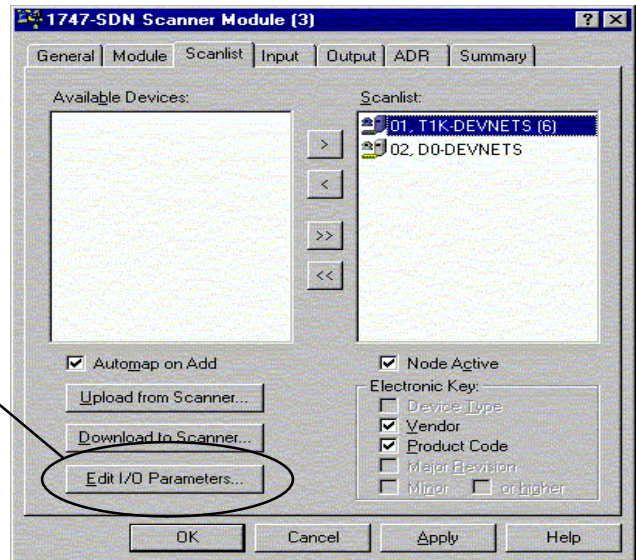 1747-SDN Scanner Module (3)
General Module Scanlist Input Output ADR Summary
Available Devices:
Scanlist:
01, T1K-DEVNETS (6)
02, D0-DEVNETS
>
<
>>
<<
Automap on Add
Upload from Scanner...
Download to Scanner...
Edit I/O Parameters...
Node Active
Electronic Key:
Device Type
Vendor
Product Code
Major Revision
Minor or higher
OK Cancel Apply Help